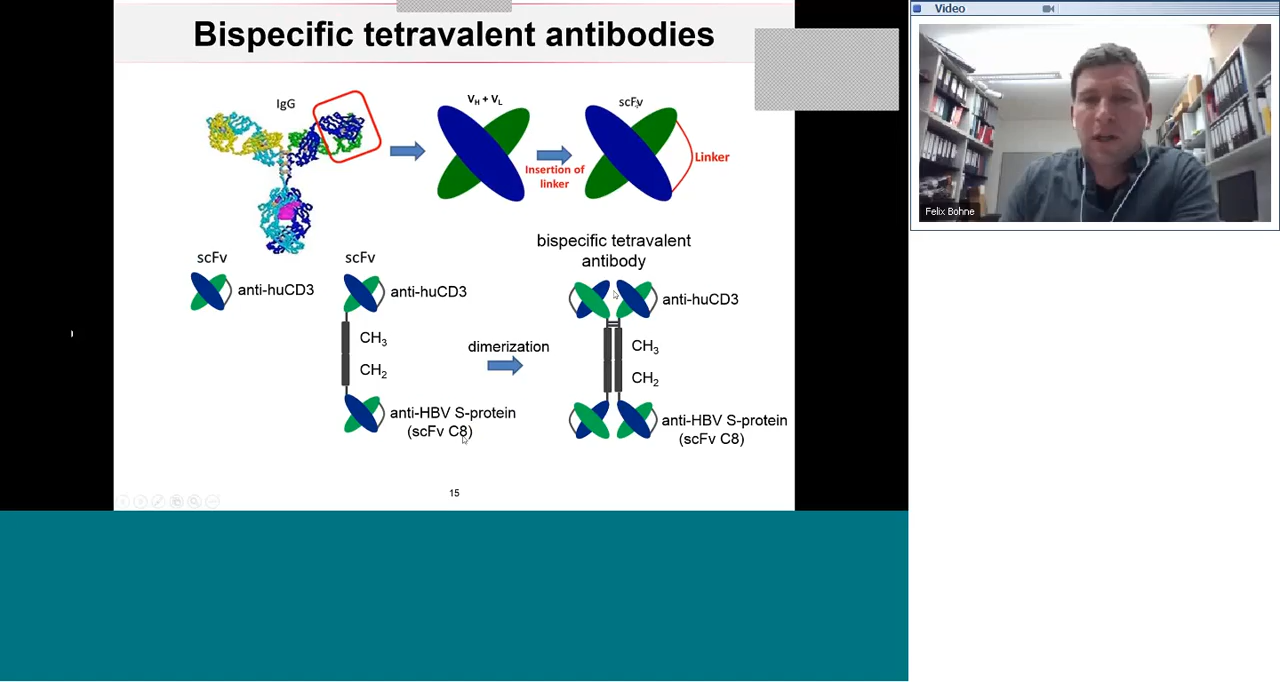 Bispecific tetravalent antibodies
IgG
V_H + V_L
scFv
Insertion of
linker
Linker
bispecific tetravalent
antibody
scFv
anti-huCD3
scFv
anti-huCD3
CH₃
CH₂
anti-HBV S-protein
(scFv C8)
dimerization
anti-huCD3
CH₃
CH₂
anti-HBV S-protein
(scFv C8)
15
Video
Felix Bohne